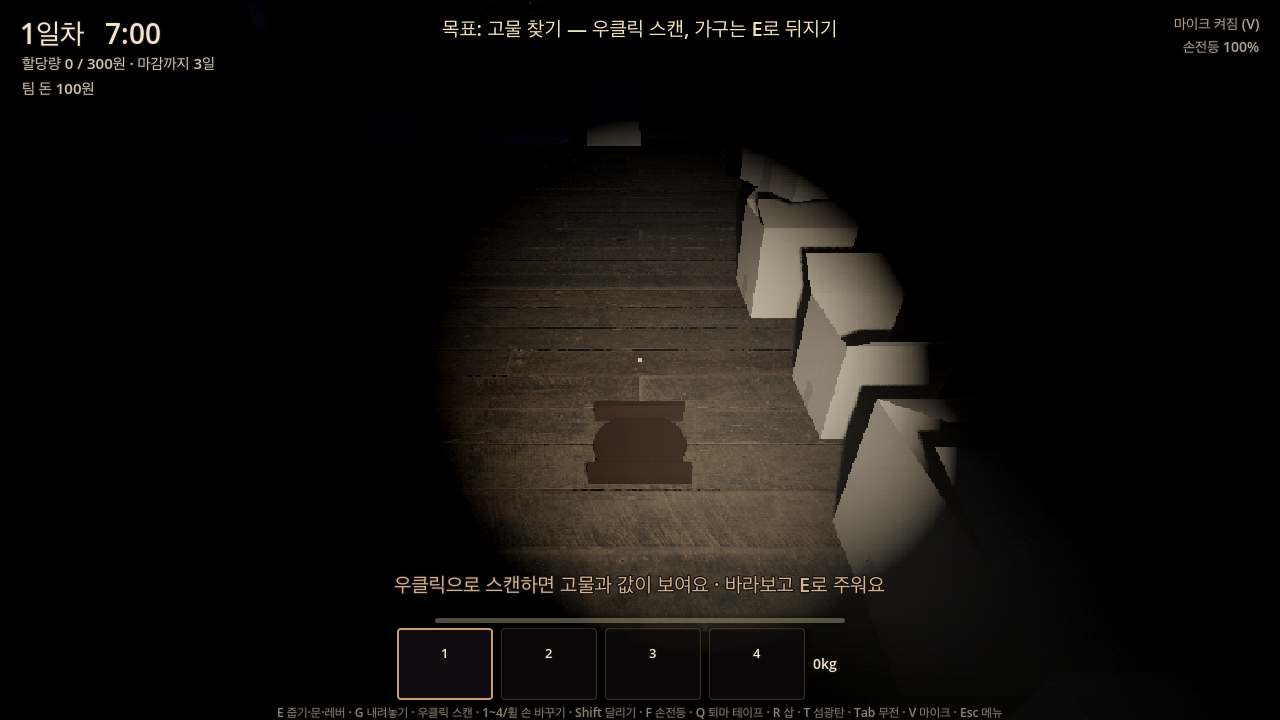 1일차 7:00
할당량 0 / 300원 · 마감까지 3일
팀 돈 100원
목표: 고물 찾기 — 우클릭 스캔, 가구는 E로 뒤지기
마이크 켜짐 (V)
손전등 100%
우클릭으로 스캔하면 고물과 값이 보여요 · 바라보고 E로 주워요
1 2 3 4 0kg
E 줍기·문·레버 · G 내려놓기 · 우클릭 스캔 · 1~4/휠 손 바꾸기 · Shift 달리기 · F 손전등 · Q 퇴마 테이프 · R 삽 · T 섬광탄 · Tab 무전 · V 마이크 · Esc 메뉴